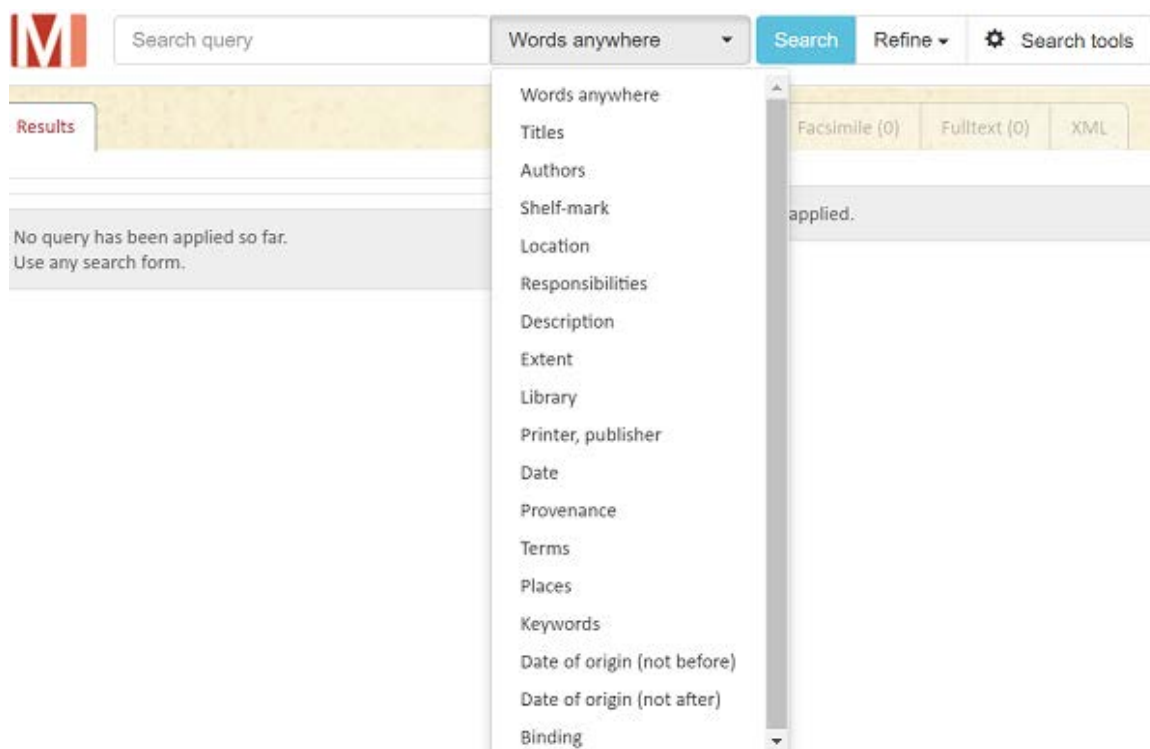 M
Search query
Words anywhere
Search
Refine
Search tools
Results
Facsimile (0)
Fulltext (0)
XML
No query has been applied so far.
Use any search form.
applied.
Words anywhere
Titles
Authors
Shelf-mark
Location
Responsibilities
Description
Extent
Library
Printer, publisher
Date
Provenance
Terms
Places
Keywords
Date of origin (not before)
Date of origin (not after)
Binding